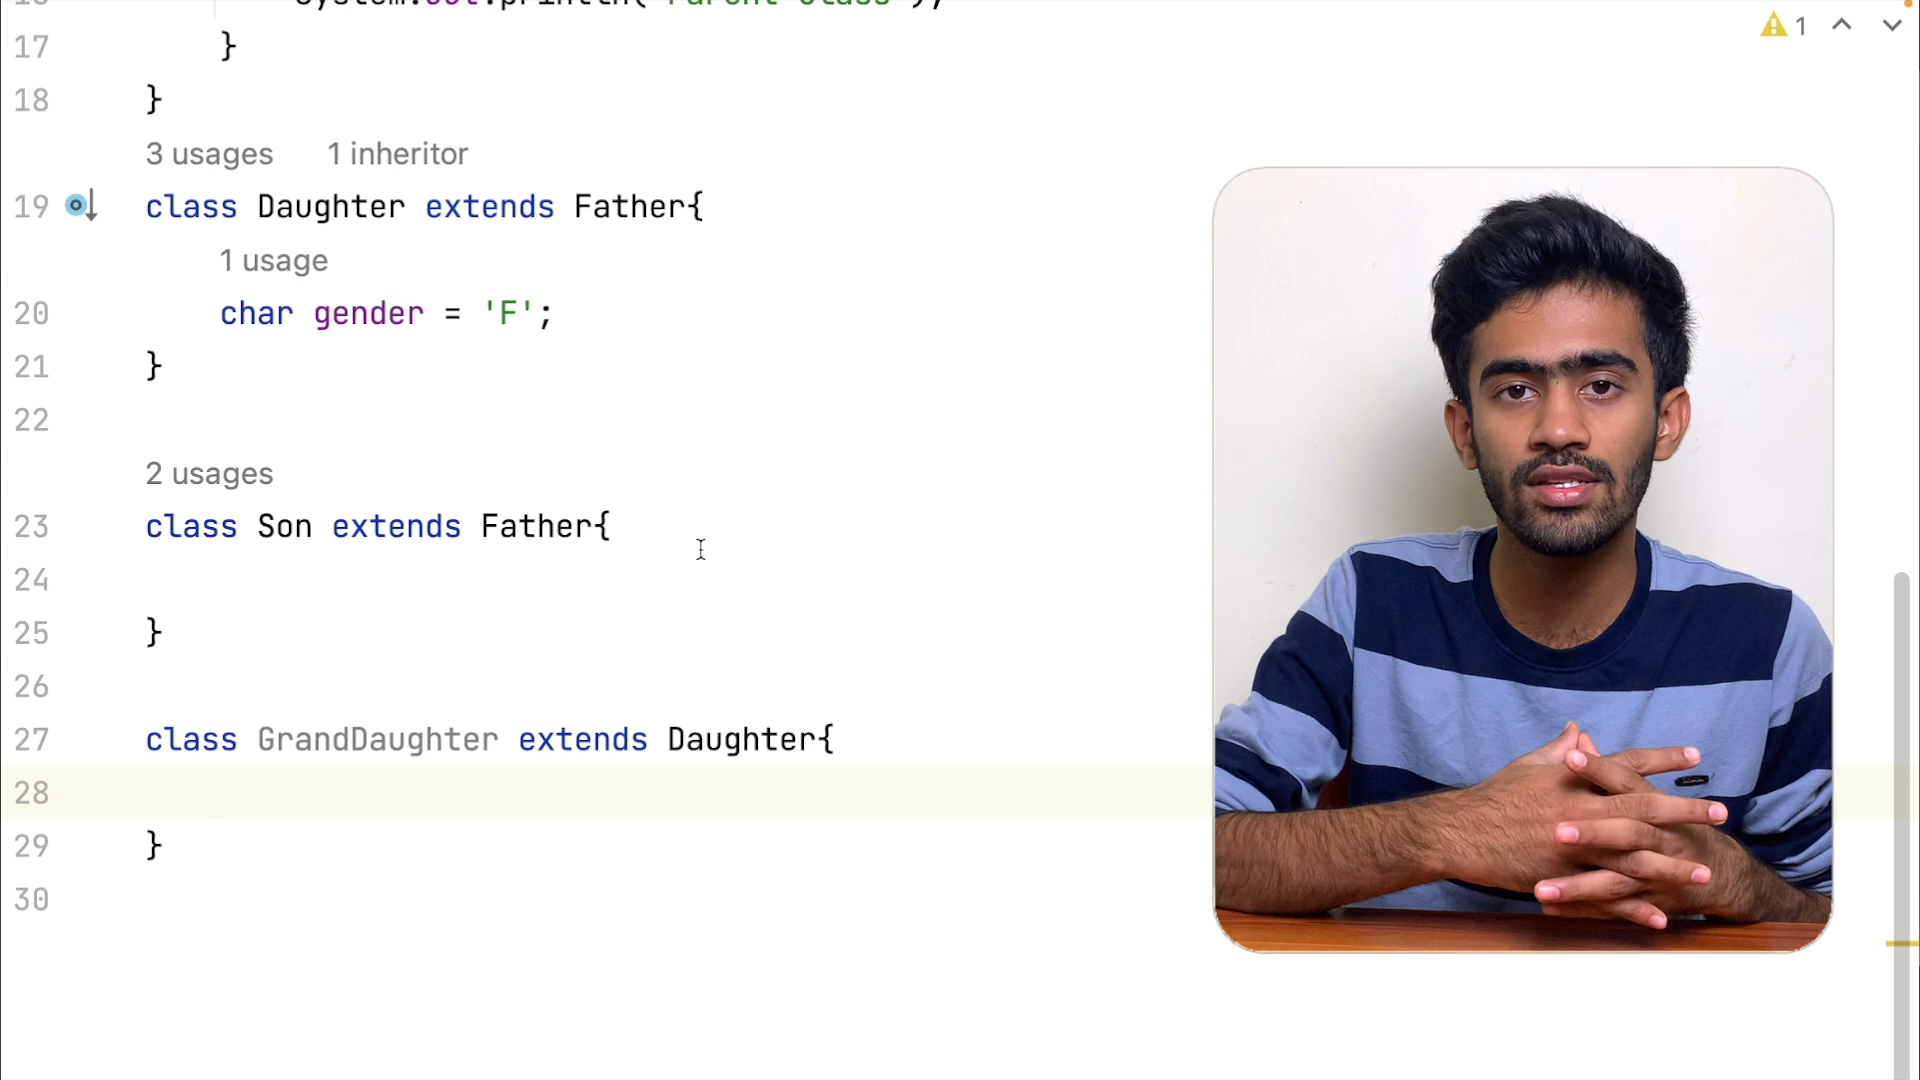 1
17 }
18 }
3 usages 1 inheritor
19 class Daughter extends Father{
1 usage
20 char gender = 'F';
21 }
22
2 usages
23 class Son extends Father{
24
25 }
26
27 class GrandDaughter extends Daughter{
28
29 }
30